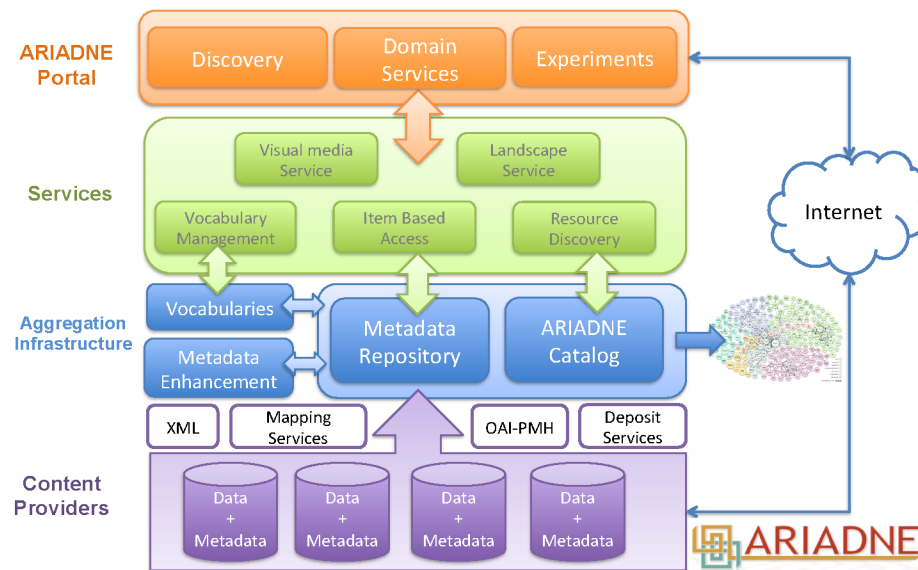 ARIADNE
Portal
Discovery
Domain
Services
Experiments
Services
Visual media
Service
Landscape
Service
Vocabulary
Management
Item Based
Access
Resource
Discovery
Internet
Aggregation
Infrastructure
Vocabularies
Metadata
Enhancement
Metadata
Repository
ARIADNE
Catalog
XML
Mapping
Services
OAI-PMH
Deposit
Services
Content
Providers
Data
+
Metadata
Data
+
Metadata
Data
+
Metadata
Data
+
Metadata
ARIADNE